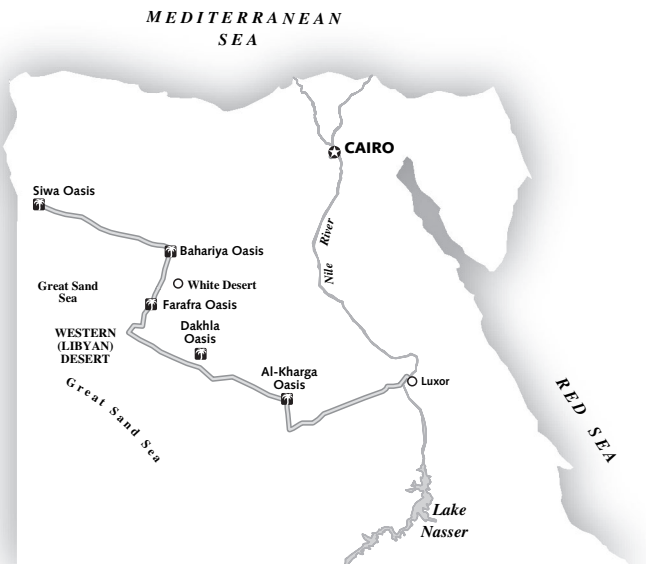 MEDITERRANEAN
SEA
CAIRO
Siwa Oasis
Nile River
Bahariya Oasis
Great Sand
Sea
White Desert
Farafra Oasis
WESTERN
(LIBYAN)
DESERT
Dakhla
Oasis
Al-Kharga
Oasis
Luxor
Great Sand Sea
RED SEA
Lake
Nasser